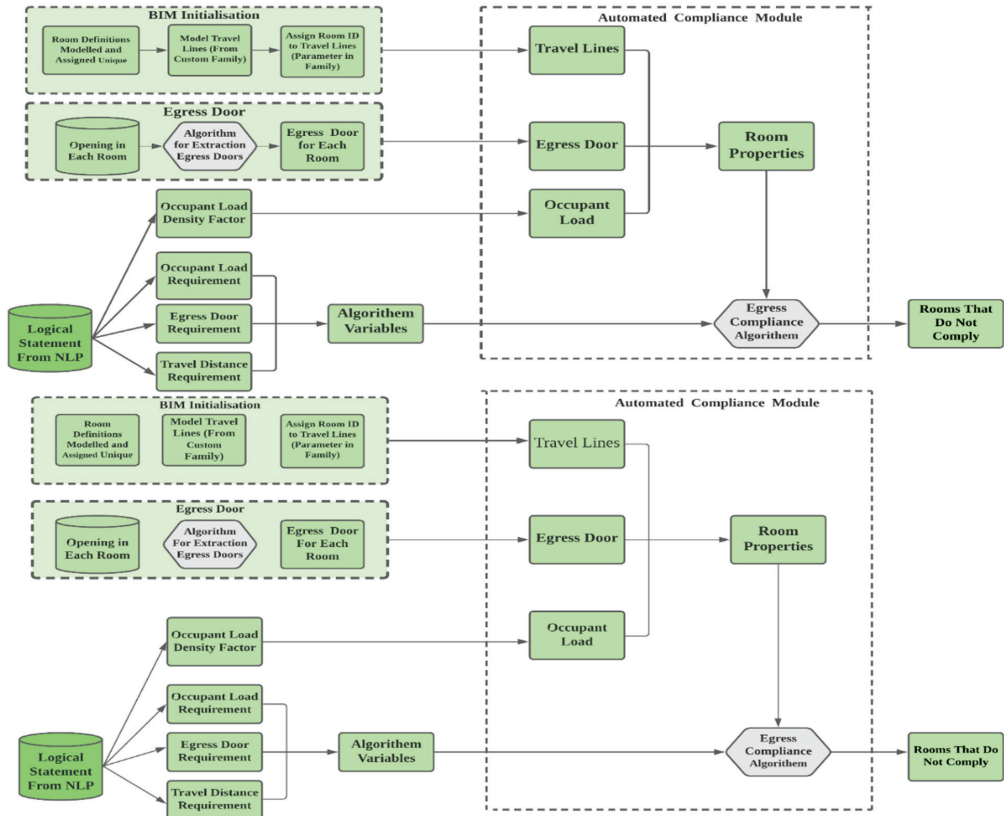 BIM Initialisation
Room Definitions
Modelled and
Assigned Unique
Model Travel
Lines (From
Custom Family)
Assign Room ID
to Travel Lines
(Parameter in
Family)
Egress Door
Opening in
Each Room
Algorithm
for Extraction
Egress Doors
Egress Door
for Each
Room
Occupant Load
Density Factor
Occupant Load
Requirement
Egress Door
Requirement
Travel Distance
Requirement
Logical
Statement
From NLP
Algorithem
Variables
Automated Compliance Module
Travel Lines
Egress Door
Occupant
Load
Room
Properties
Egress
Compliance
Algorithem
Rooms That
Do Not
Comply
BIM Initialisation
Room
Definitions
Modelled and
Assigned Unique
Model Travel
Lines (From
Custom
Family)
Assign Room ID
to Travel Lines
(Parameter in
Family)
Egress Door
Opening in
Each Room
Algorithm
For Extraction
Egress Doors
Egress Door
For Each
Room
Occupant Load
Density Factor
Occupant Load
Requirement
Egress Door
Requirement
Travel Distance
Requirement
Logical
Statement
From NLP
Algorithem
Variables
Automated Compliance Module
Travel Lines
Egress Door
Occupant
Load
Room
Properties
Egress
Compliance
Algorithem
Rooms That Do
Not Comply